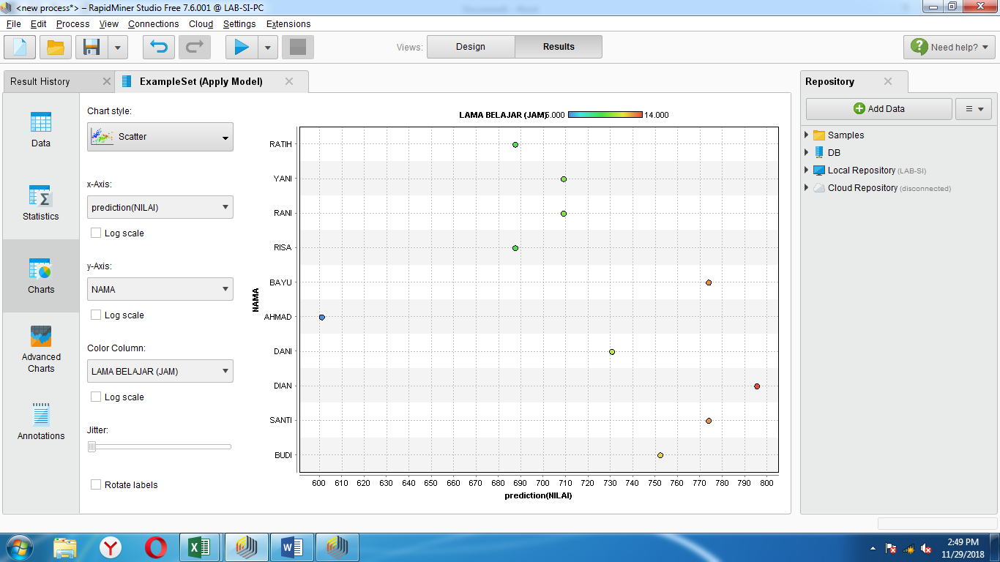 <new process*> – RapidMiner Studio Free 7.6.001 @ LAB-SI-PC
File Edit Process View Connections Cloud Settings Extensions
Views: Design Results Need help?
Result History
ExampleSet (Apply Model)
Repository
Chart style:
Scatter
x-Axis:
prediction(NILAI)
Log scale
y-Axis:
NAMA
Log scale
Color Column:
LAMA BELAJAR (JAM)
Log scale
Jitter:
Rotate labels
Data
Statistics
Charts
Advanced
Charts
Annotations
LAMA BELAJAR (JAM) 14.000
RATIH
YANI
RANI
RISA
BAYU
AHMAD
DANI
DIAN
SANTI
BUDI
NAMA
600 610 620 630 640 650 660 670 680 690 700 710 720 730 740 750 760 770 780 790 800
prediction(NILAI)
Add Data
Samples
DB
Local Repository (LAB-SI)
Cloud Repository (disconnected)
2:49 PM
11/29/2018